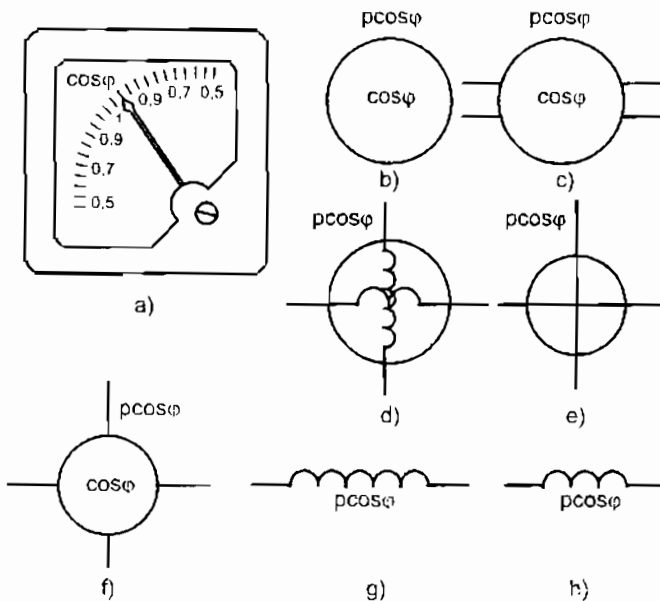 cosφ
0,5
0,7
0,9
1
0,9
0,7
0,5
a)
pcosφ
cosφ
b)
pcosφ
cosφ
c)
pcosφ
d)
pcosφ
e)
pcosφ
cosφ
f)
pcosφ
g)
pcosφ
h)